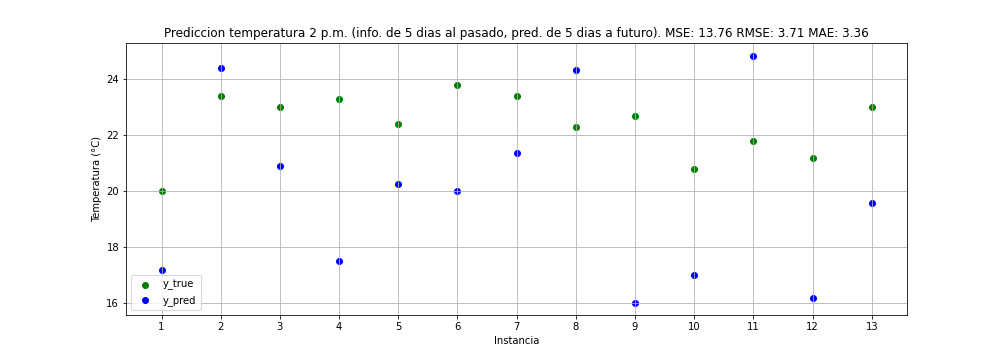 Prediccion temperatura 2 p.m. (info. de 5 dias al pasado, pred. de 5 dias a futuro). MSE: 13.76 RMSE: 3.71 MAE: 3.36
Temperatura (°C)
24
22
20
18
16
y_true
y_pred
1 2 3 4 5 6 7 8 9 10 11 12 13
Instancia